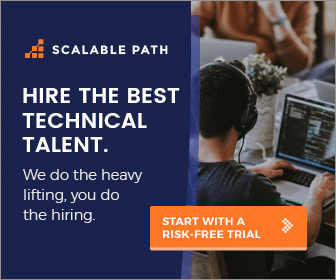 SCALABLE PATH
HIRE THE BEST
TECHNICAL
TALENT.
We do the heavy
lifting, you do
the hiring.
START WITH A
RISK-FREE TRIAL